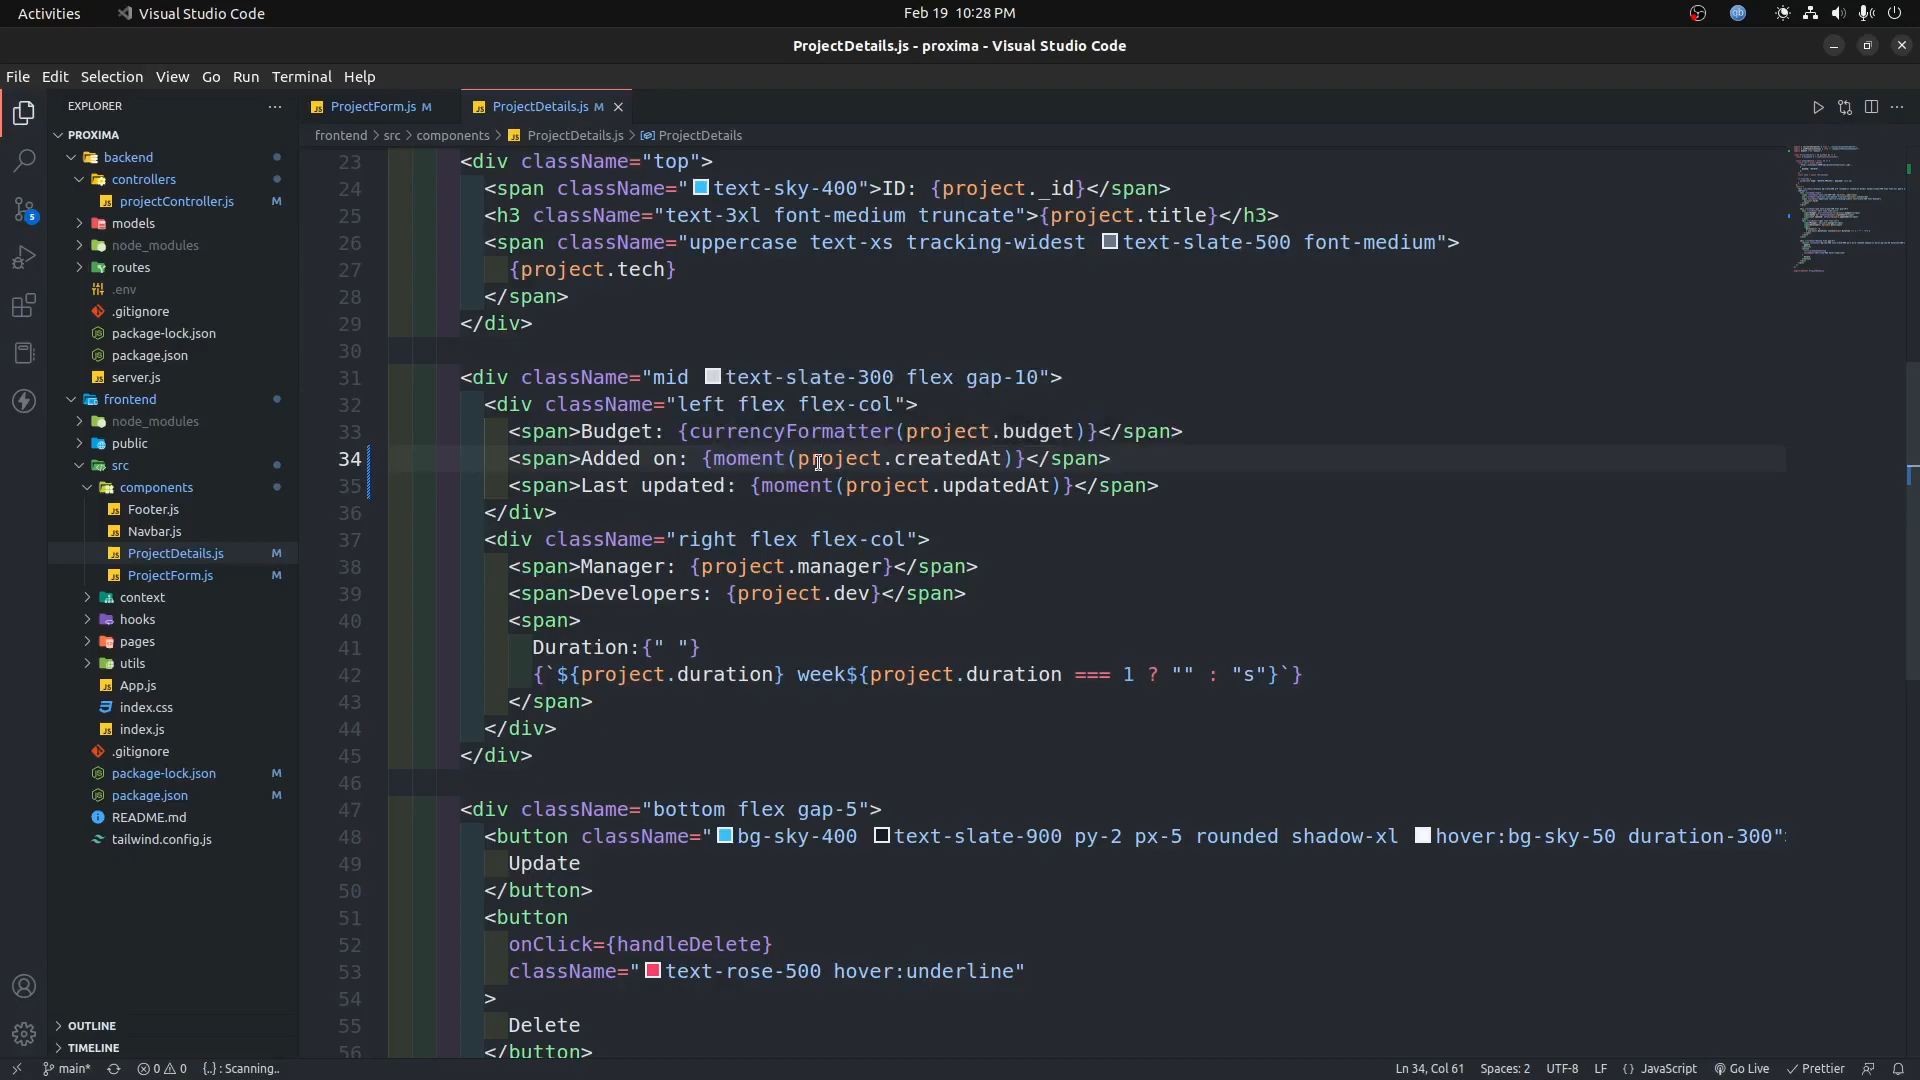 Activities
Visual Studio Code
Feb 19 10:28 PM
qb
ProjectDetails.js - proxima - Visual Studio Code
File Edit Selection View Go Run Terminal Help
EXPLORER
PROXIMA
backend
controllers
projectController.js M
models
node_modules
routes
.env
.gitignore
package-lock.json
package.json
server.js
frontend
node_modules
public
src
components
Footer.js
Navbar.js
ProjectDetails.js M
ProjectForm.js M
context
hooks
pages
utils
App.js
index.css
index.js
.gitignore
package-lock.json M
package.json M
README.md
tailwind.config.js
OUTLINE
TIMELINE
5
JS ProjectForm.js M
JS ProjectDetails.js M
frontend > src > components > JS ProjectDetails.js > ProjectDetails
23 <div className="top">
24 <span className="text-sky-400">ID: {project._id}</span>
25 <h3 className="text-3xl font-medium truncate">{project.title}</h3>
26 <span className="uppercase text-xs tracking-widest text-slate-500 font-medium">
27 {project.tech}
28 </span>
29 </div>
30
31 <div className="mid text-slate-300 flex gap-10">
32 <div className="left flex flex-col">
33 <span>Budget: {currencyFormatter(project.budget)}</span>
34 <span>Added on: {moment(project.createdAt)}</span>
35 <span>Last updated: {moment(project.updatedAt)}</span>
36 </div>
37 <div className="right flex flex-col">
38 <span>Manager: {project.manager}</span>
39 <span>Developers: {project.dev}</span>
40 <span>
41 Duration:{" "}
42 {`${project.duration} week${project.duration === 1 ? "" : "s"}`}
43 </span>
44 </div>
45 </div>
46
47 <div className="bottom flex gap-5">
48 <button className="bg-sky-400 text-slate-900 py-2 px-5 rounded shadow-xl hover:bg-sky-50 duration-300">
49 Update
50 </button>
51 <button
52 onClick={handleDelete}
53 className="text-rose-500 hover:underline"
54 >
55 Delete
56 </button>
main*
0 0
{..} : Scanning..
Ln 34, Col 61
Spaces: 2
UTF-8
LF
{} JavaScript
Go Live
Prettier